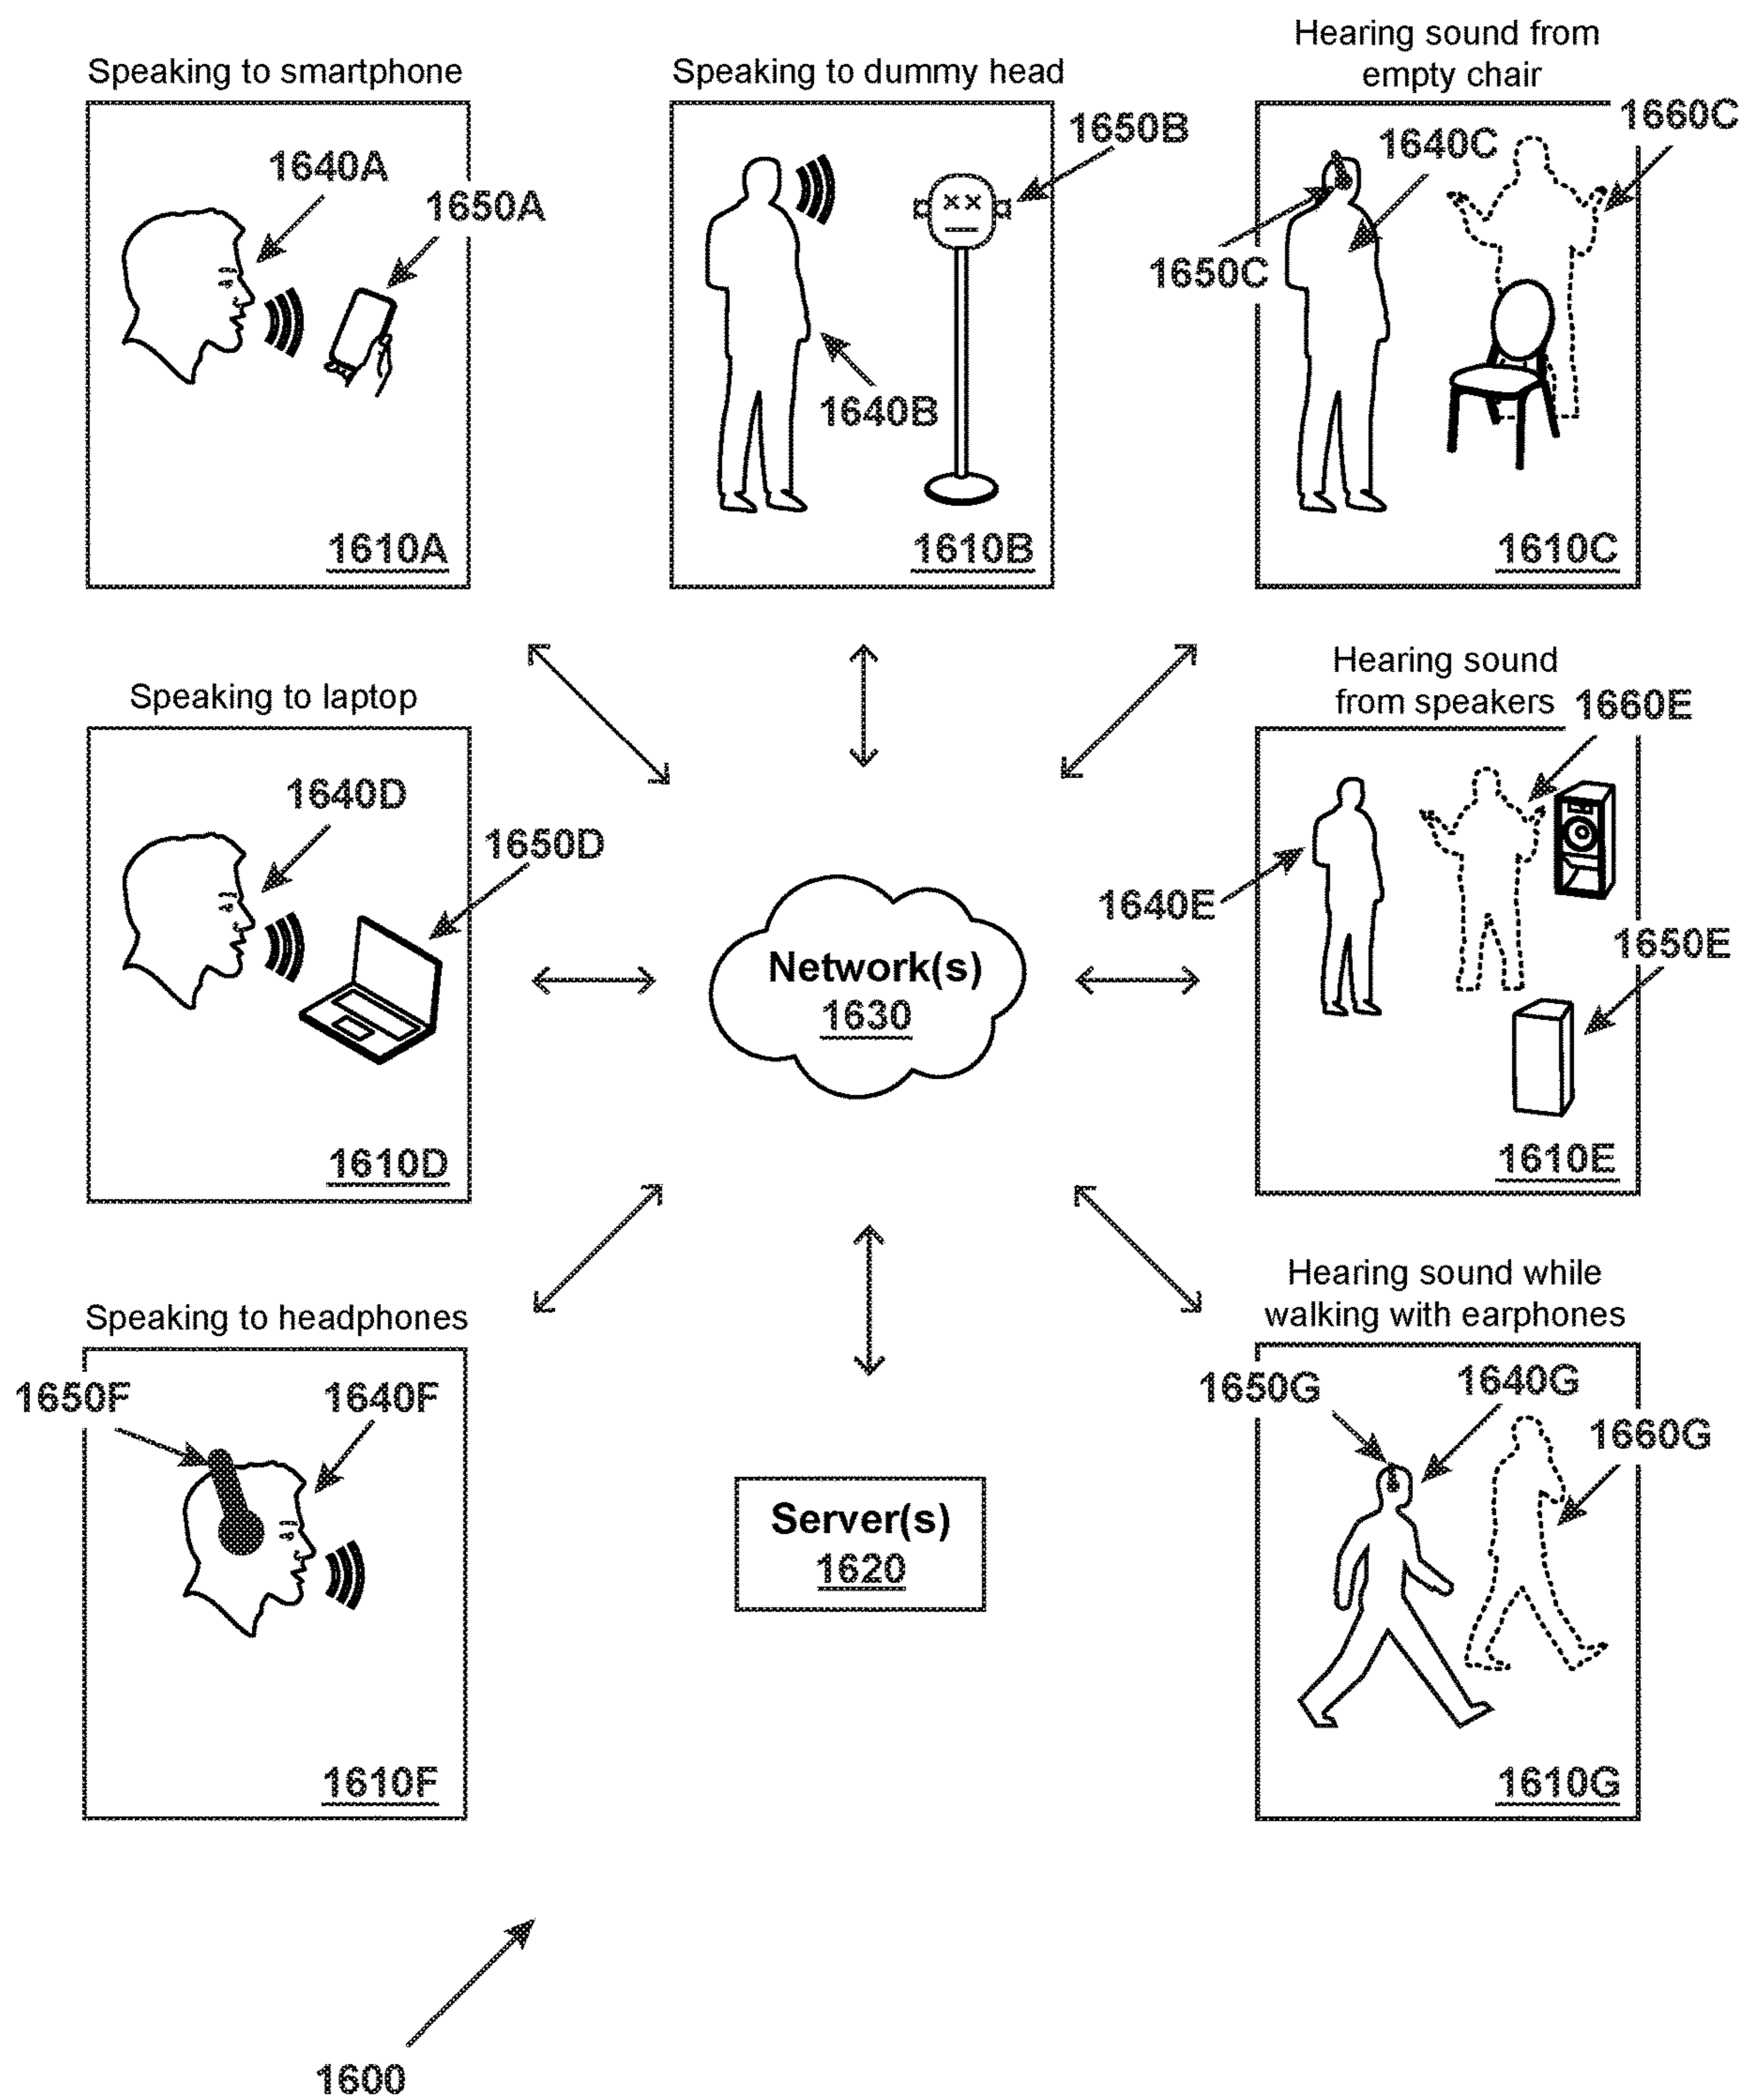 Speaking to smartphone
1640A
1650A
1610A
Speaking to dummy head
1650B
1640B
1610B
Hearing sound from
empty chair
1660C
1640C
1650C
1610C
Speaking to laptop
1640D
1650D
1610D
Network(s)
1630
Hearing sound
from speakers
1660E
1640E
1650E
1610E
Speaking to headphones
1650F
1640F
1610F
Server(s)
1620
Hearing sound while
walking with earphones
1650G
1640G
1660G
1610G
1600